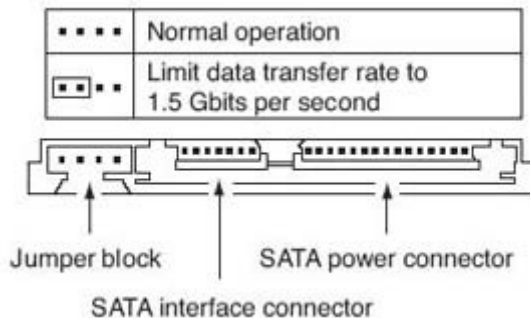 Normal operation
Limit data transfer rate to
1.5 Gbits per second
Jumper block
SATA power connector
SATA interface connector